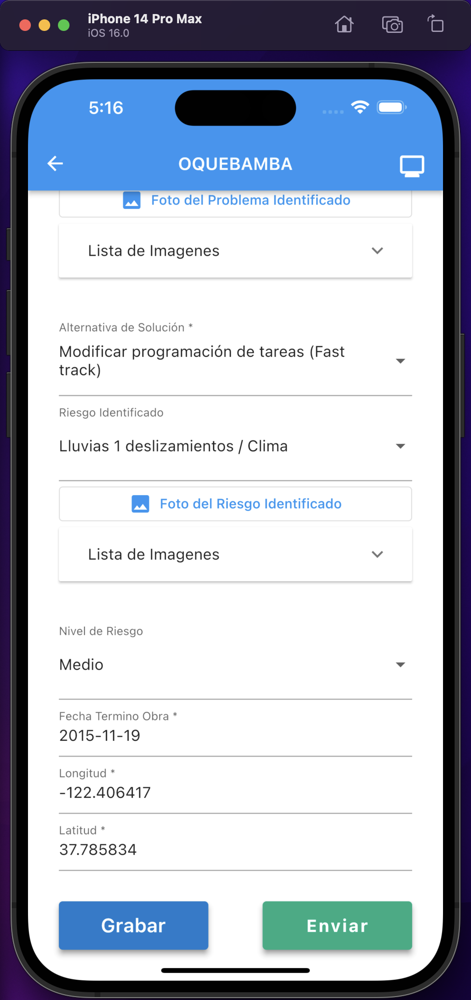 iPhone 14 Pro Max
iOS 16.0
5:16
OQUEBAMBA
Foto del Problema Identificado
Lista de Imagenes
Alternativa de Solución *
Modificar programación de tareas (Fast
track)
Riesgo Identificado
Lluvias 1 deslizamientos / Clima
Foto del Riesgo Identificado
Lista de Imagenes
Nivel de Riesgo
Medio
Fecha Termino Obra *
2015-11-19
Longitud *
-122.406417
Latitud *
37.785834
Grabar
Enviar